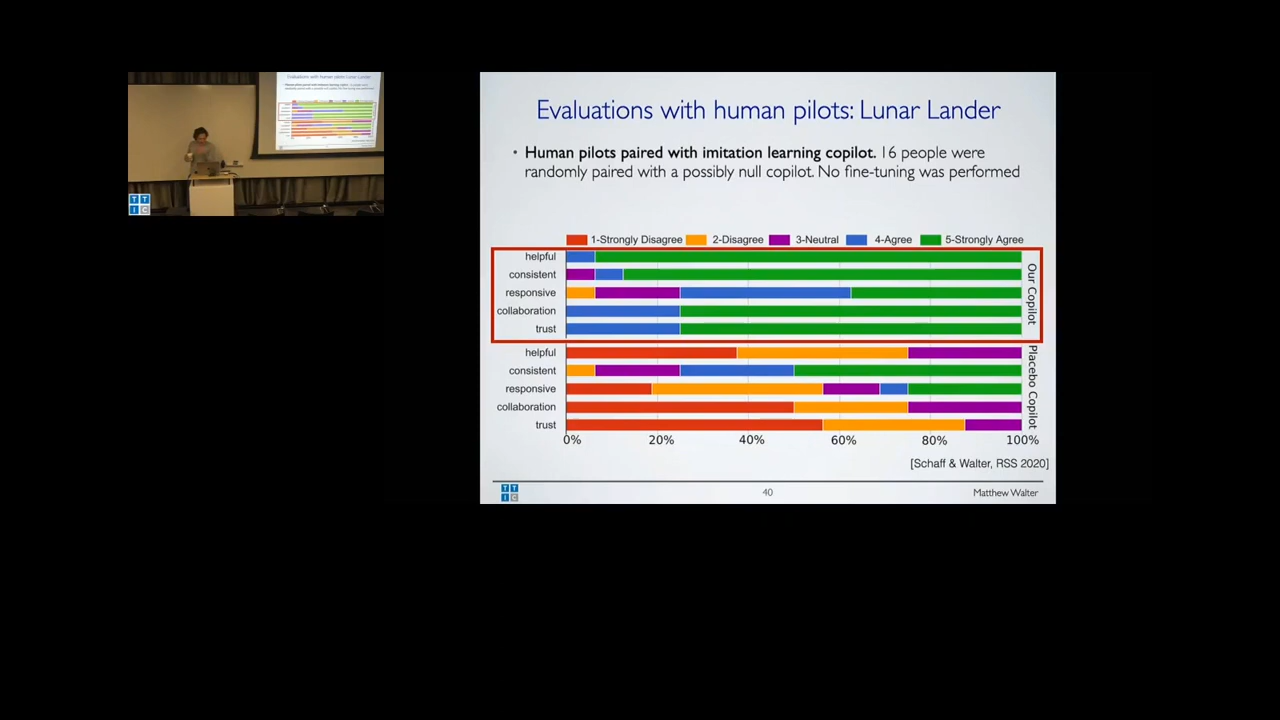 Evaluations with human pilots: Lunar Lander
• Human pilots paired with imitation learning copilot. 16 people were
randomly paired with a possibly null copilot. No fine-tuning was performed
1-Strongly Disagree 2-Disagree 3-Neutral 4-Agree 5-Strongly Agree
helpful
consistent
responsive
collaboration
trust
Our Copilot
helpful
consistent
responsive
collaboration
trust
Placebo Copilot
0% 20% 40% 60% 80% 100%
[Schaff & Walter, RSS 2020]
TTIC
40
Matthew Walter
TTIC